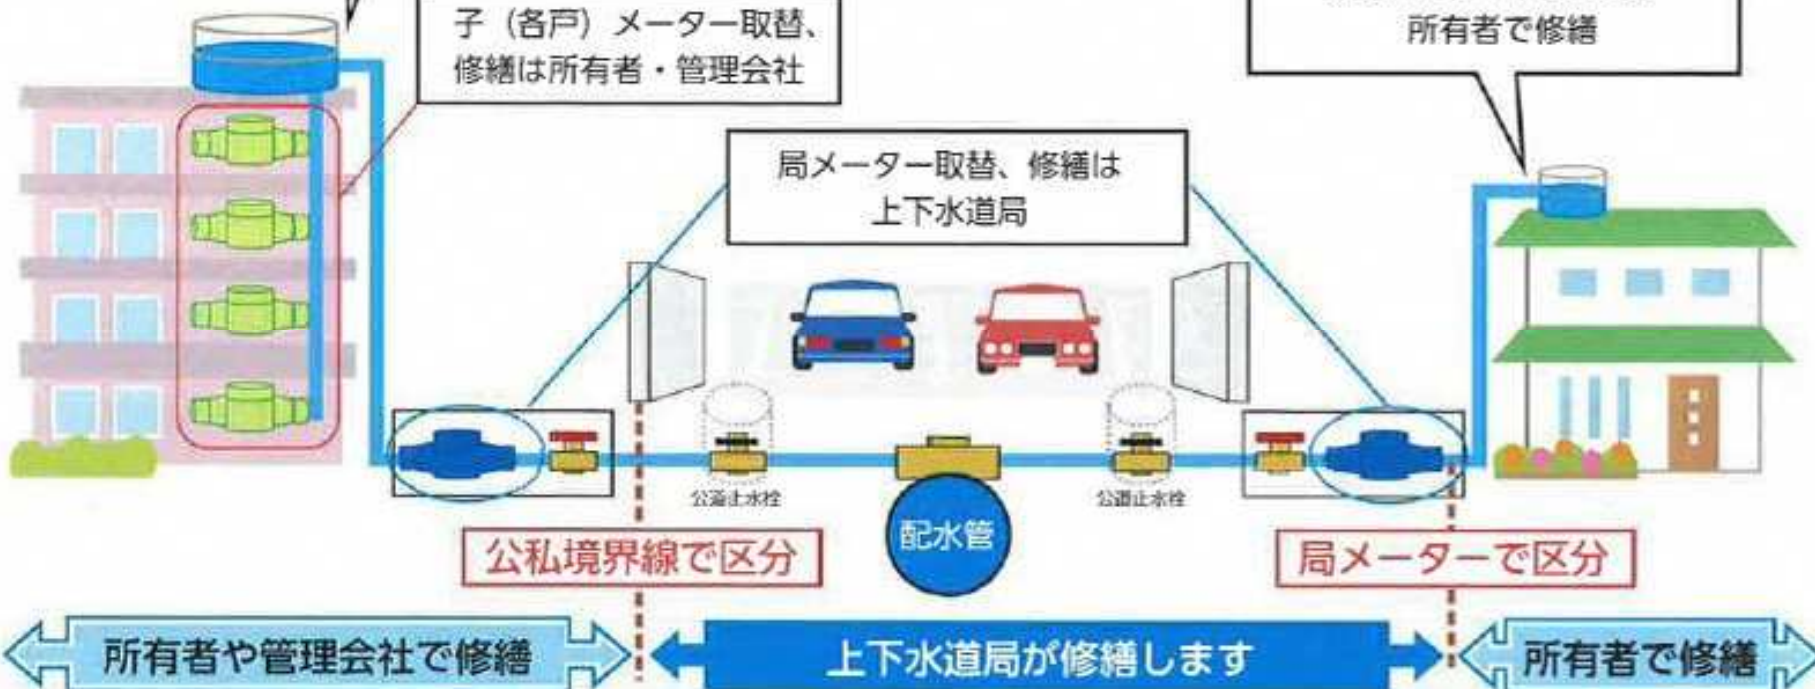 子（各戸）メーター取替、
修繕は所有者・管理会社
所有者で修繕
局メーター取替、修繕は
上下水道局
公道止水栓
公道止水栓
配水管
公私境界線で区分
局メーターで区分
所有者や管理会社で修繕
上下水道局が修繕します
所有者で修繕